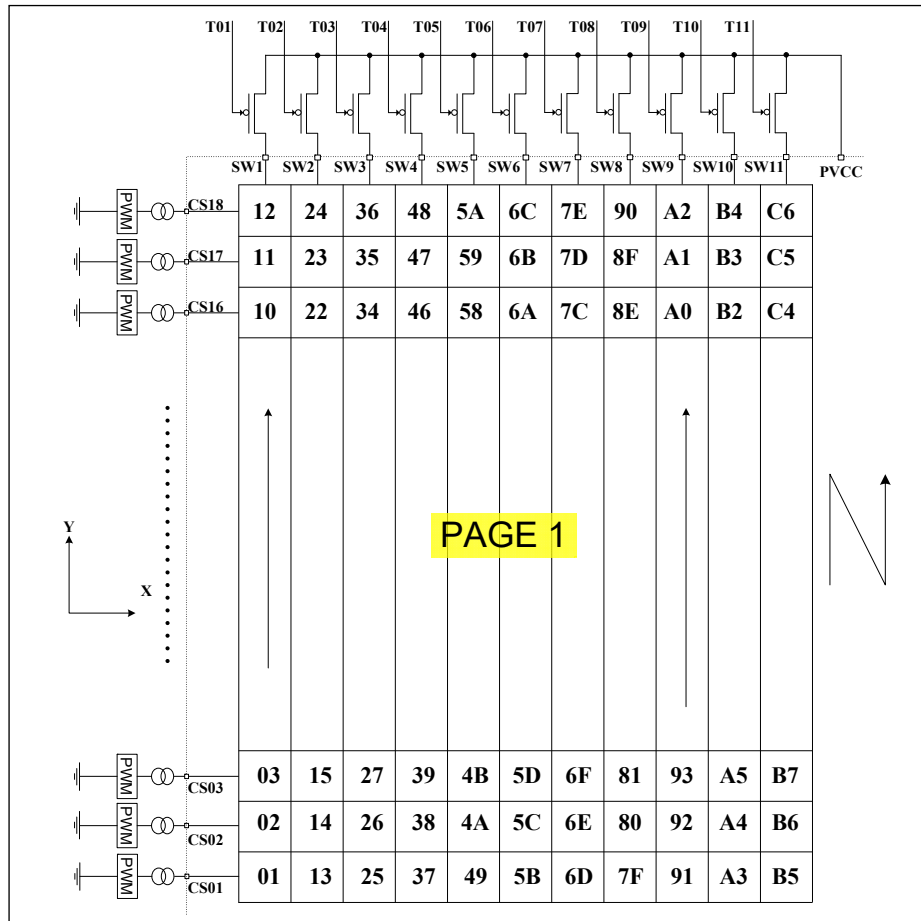 T01 T02 T03 T04 T05 T06 T07 T08 T09 T10 T11
SW1 SW2 SW3 SW4 SW5 SW6 SW7 SW8 SW9 SW10 SW11 PVCC
PWM CS18 12 24 36 48 5A 6C 7E 90 A2 B4 C6
PWM CS17 11 23 35 47 59 6B 7D 8F A1 B3 C5
PWM CS16 10 22 34 46 58 6A 7C 8E A0 B2 C4
PAGE 1
Y
X
PWM CS03 03 15 27 39 4B 5D 6F 81 93 A5 B7
PWM CS02 02 14 26 38 4A 5C 6E 80 92 A4 B6
PWM CS01 01 13 25 37 49 5B 6D 7F 91 A3 B5